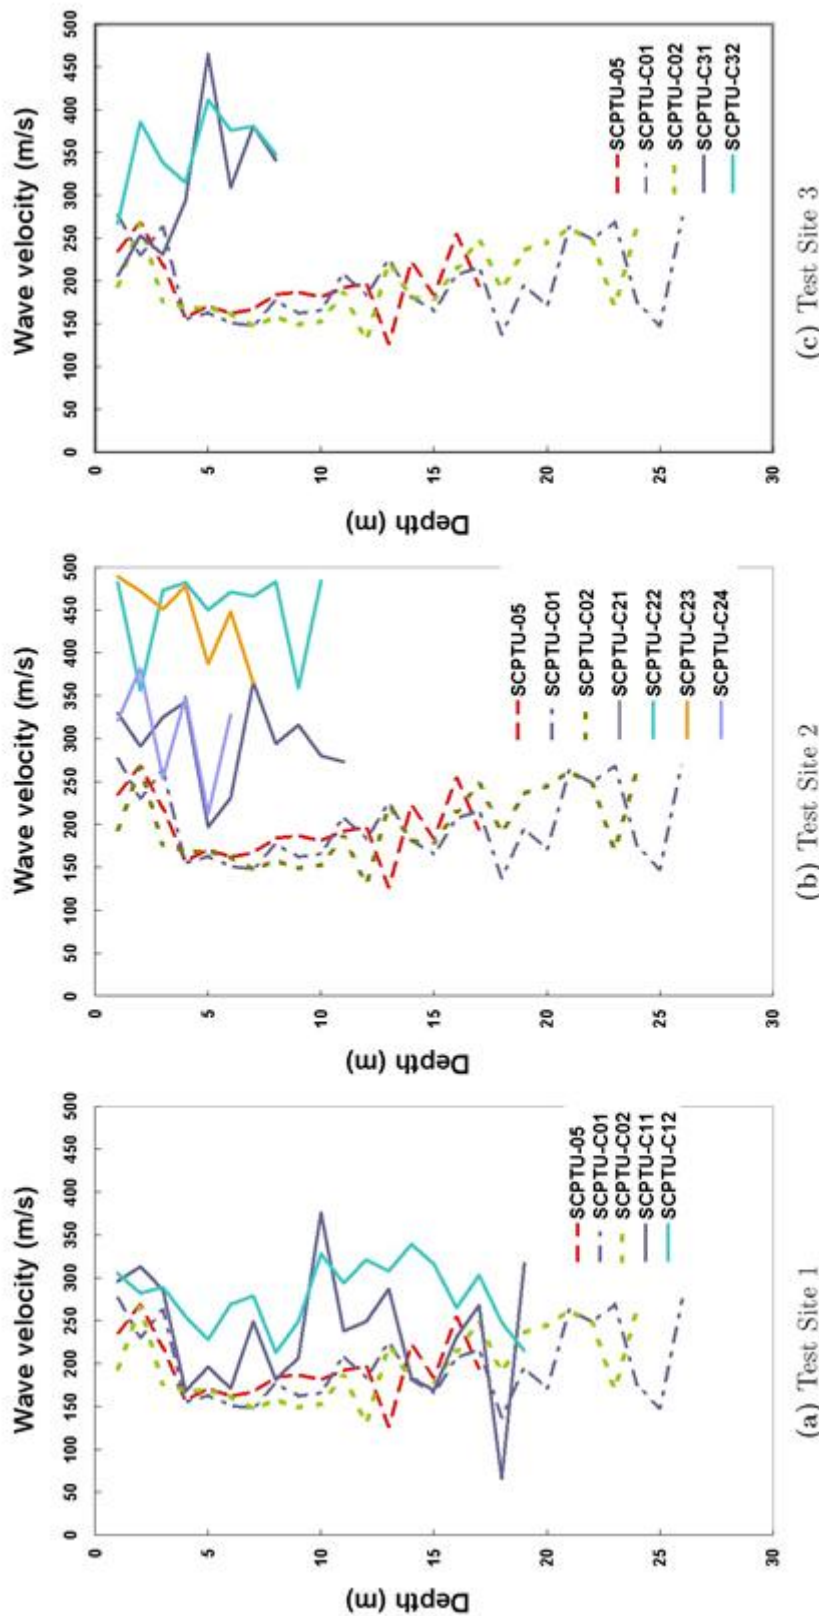 Wave velocity (m/s)
0 50 100 150 200 250 300 350 400 450 500
0
5
10
15
20
25
30
Depth (m)
SCPTU-05
SCPTU-C01
SCPTU-C02
SCPTU-C11
SCPTU-C12
(a) Test Site 1
Wave velocity (m/s)
0 50 100 150 200 250 300 350 400 450 500
0
5
10
15
20
25
30
Depth (m)
SCPTU-05
SCPTU-C01
SCPTU-C02
SCPTU-C21
SCPTU-C22
SCPTU-C23
SCPTU-C24
(b) Test Site 2
Wave velocity (m/s)
0 50 100 150 200 250 300 350 400 450 500
0
5
10
15
20
25
30
Depth (m)
SCPTU-05
SCPTU-C01
SCPTU-C02
SCPTU-C31
SCPTU-C32
(c) Test Site 3